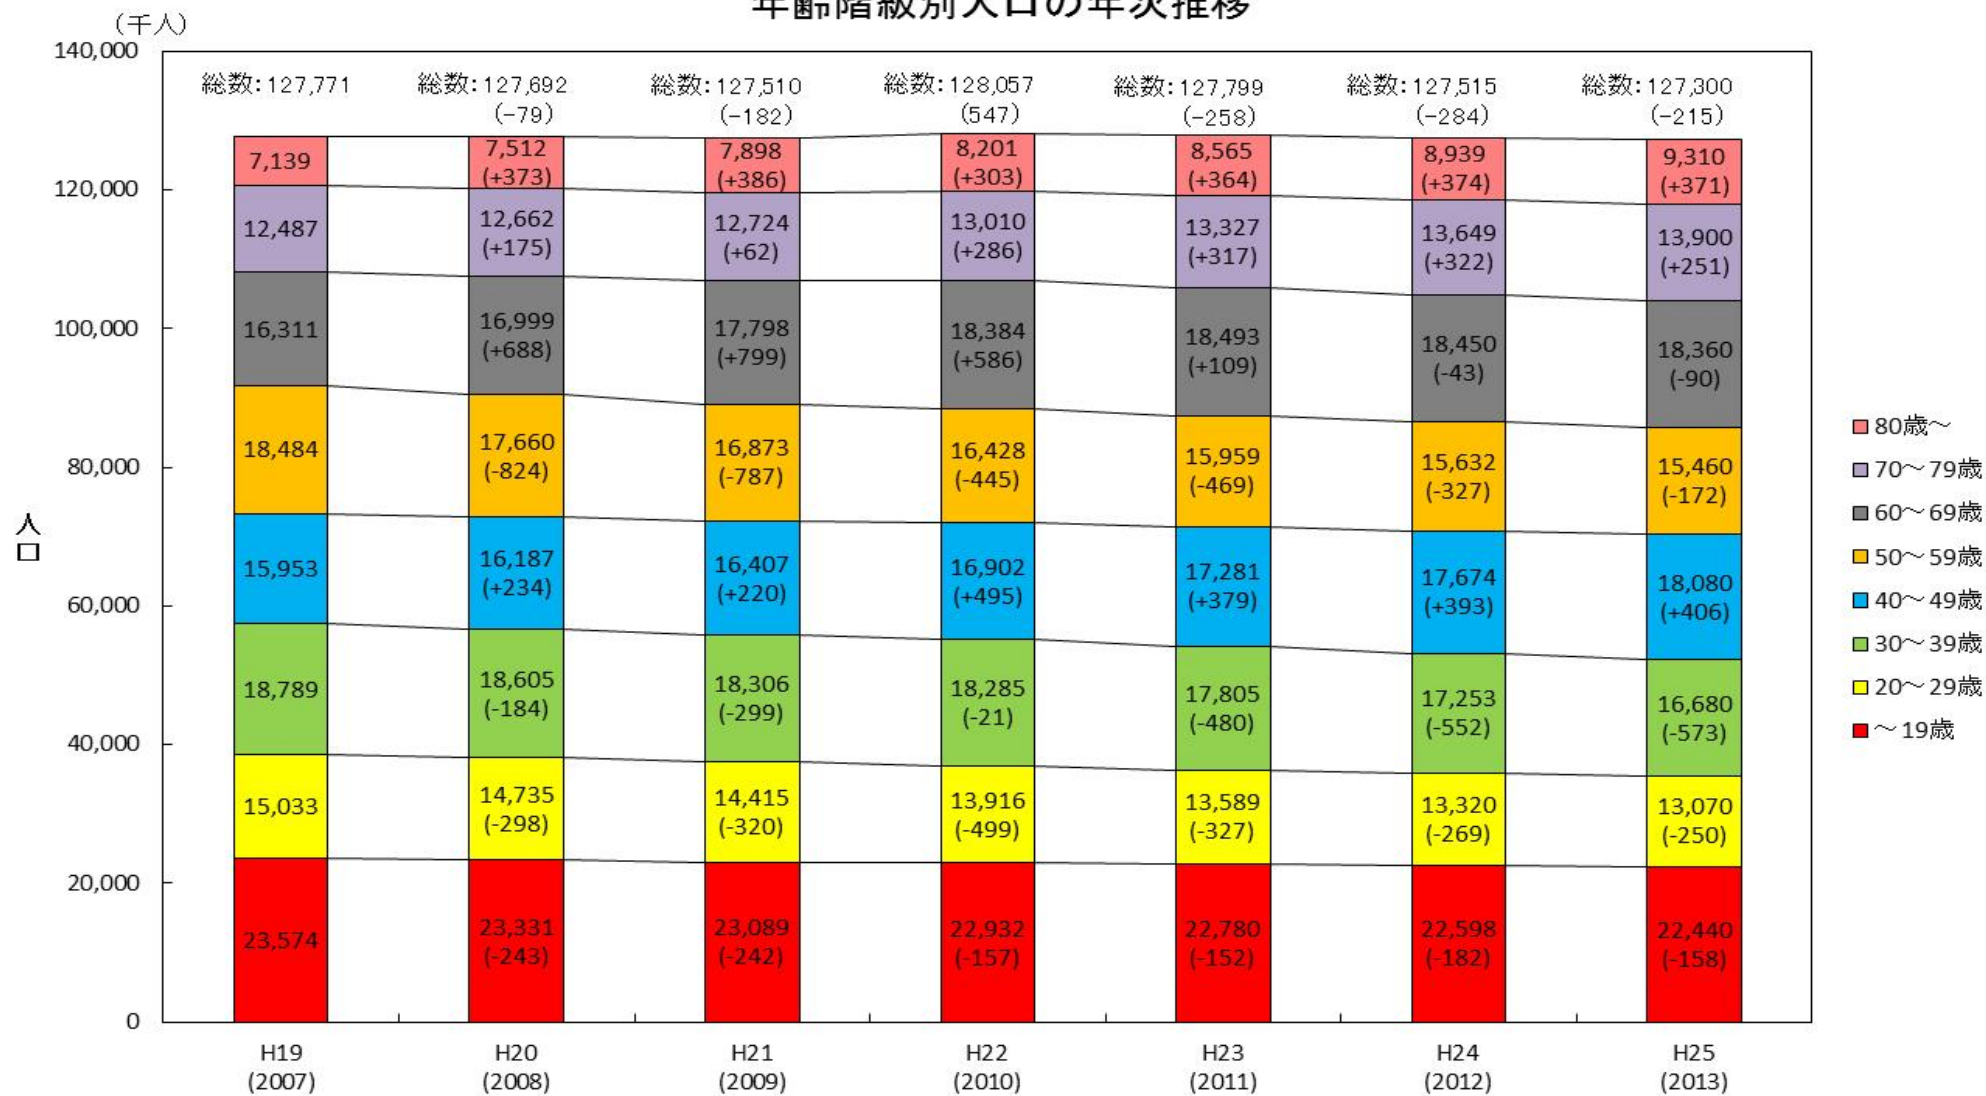 年齢階級別人口の年次推移
（千人）
140,000
総数：127,771 総数：127,692 総数：127,510 総数：128,057 総数：127,799 総数：127,515 総数：127,300
(-79) (-182) (547) (-258) (-284) (-215)
7,139 7,512 7,898 8,201 8,565 8,939 9,310
(+373) (+386) (+303) (+364) (+374) (+371)
120,000
12,487 12,662 12,724 13,010 13,327 13,649 13,900
(+175) (+62) (+286) (+317) (+322) (+251)
100,000
16,311 16,999 17,798 18,384 18,493 18,450 18,360
(+688) (+799) (+586) (+109) (-43) (-90)
80,000
18,484 17,660 16,873 16,428 15,959 15,632 15,460
(-824) (-787) (-445) (-469) (-327) (-172)
人口
15,953 16,187 16,407 16,902 17,281 17,674 18,080
(+234) (+220) (+495) (+379) (+393) (+406)
60,000
18,789 18,605 18,306 18,285 17,805 17,253 16,680
(-184) (-299) (-21) (-480) (-552) (-573)
40,000
15,033 14,735 14,415 13,916 13,589 13,320 13,070
(-298) (-320) (-499) (-327) (-269) (-250)
20,000
23,574 23,331 23,089 22,932 22,780 22,598 22,440
(-243) (-242) (-157) (-152) (-182) (-158)
0
H19 H20 H21 H22 H23 H24 H25
(2007) (2008) (2009) (2010) (2011) (2012) (2013)
80歳～
70～79歳
60～69歳
50～59歳
40～49歳
30～39歳
20～29歳
～19歳